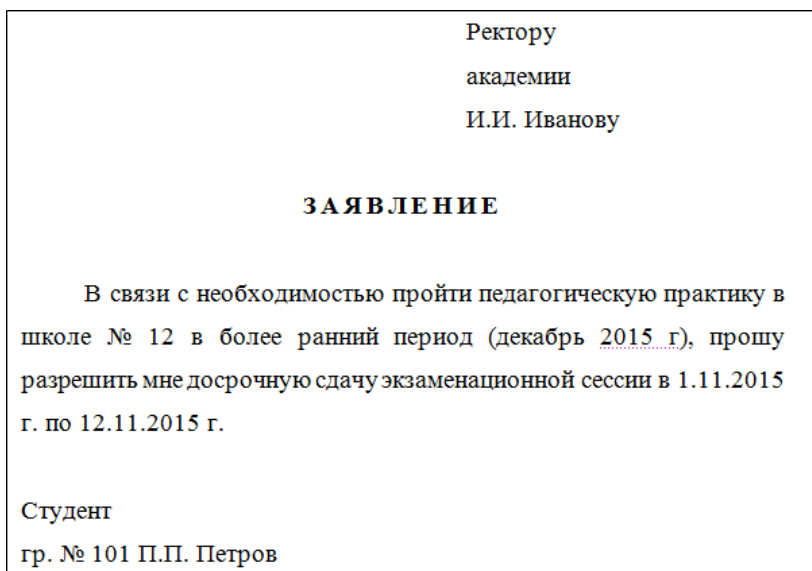 Ректору
академии
И.И. Иванову
ЗАЯВЛЕНИЕ
В связи с необходимостью пройти педагогическую практику в
школе № 12 в более ранний период (декабрь 2015 г), прошу
разрешить мне досрочную сдачу экзаменационной сессии в 1.11.2015
г. по 12.11.2015 г.
Студент
гр. № 101 П.П. Петров